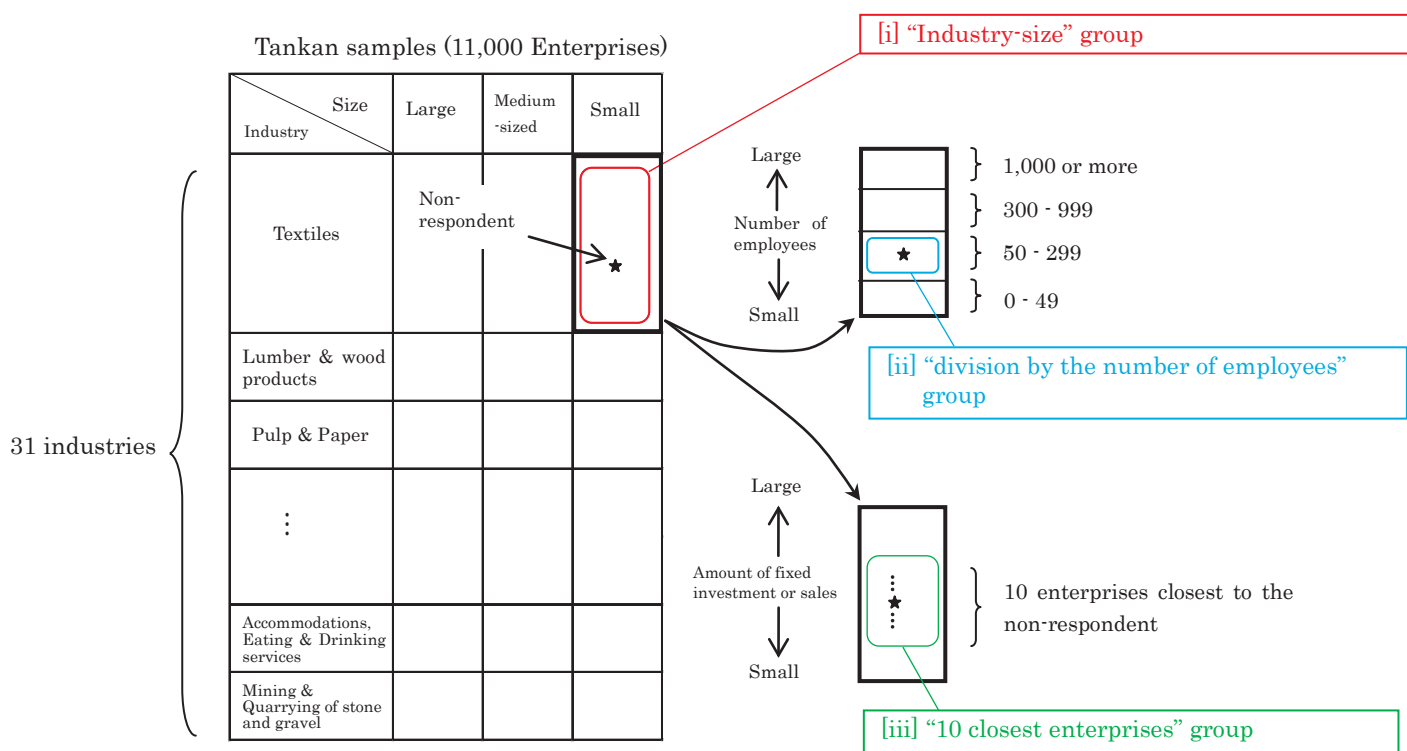 [i] “Industry-size” group
Tankan samples (11,000 Enterprises)
Size
Industry
Large
Medium
-sized
Small
Textiles
Non-
respondent
Lumber & wood
products
Pulp & Paper
⋮
Accommodations,
Eating & Drinking
services
Mining &
Quarrying of stone
and gravel
31 industries
Large
Number of
employees
Small
1,000 or more
300 - 999
50 - 299
0 - 49
[ii] “division by the number of employees”
group
Large
Amount of fixed
investment or sales
Small
10 enterprises closest to the
non-respondent
[iii] “10 closest enterprises” group